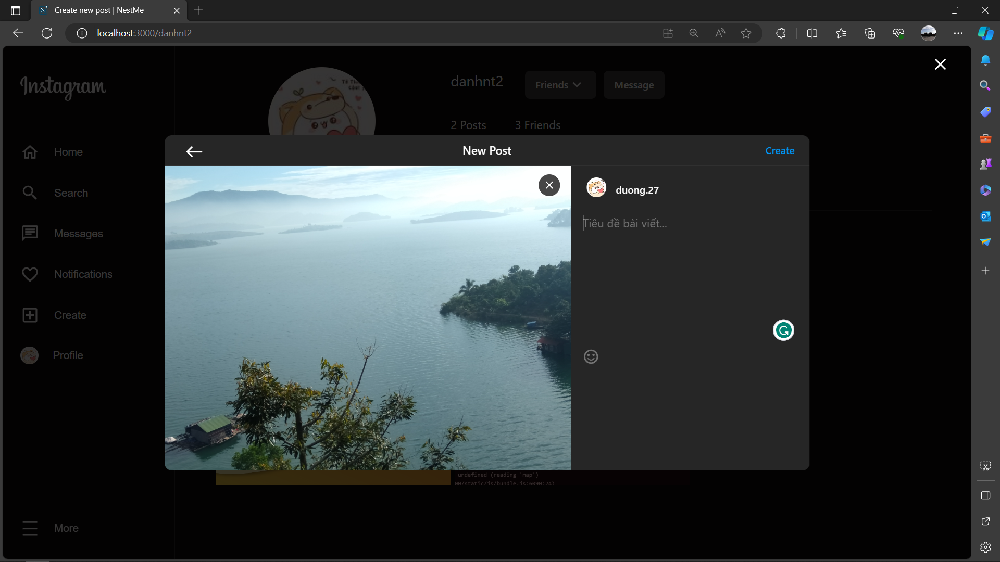 Create new post | NestMe
localhost:3000/danhnt2
Instagram
danhnt2
Friends
Message
2 Posts
3 Friends
Home
Search
Messages
Notifications
Create
Profile
More
New Post
Create
duong.27
Tiêu đề bài viết...
undefined (reading 'map')
00/static/js/bundle.js:6090:24)